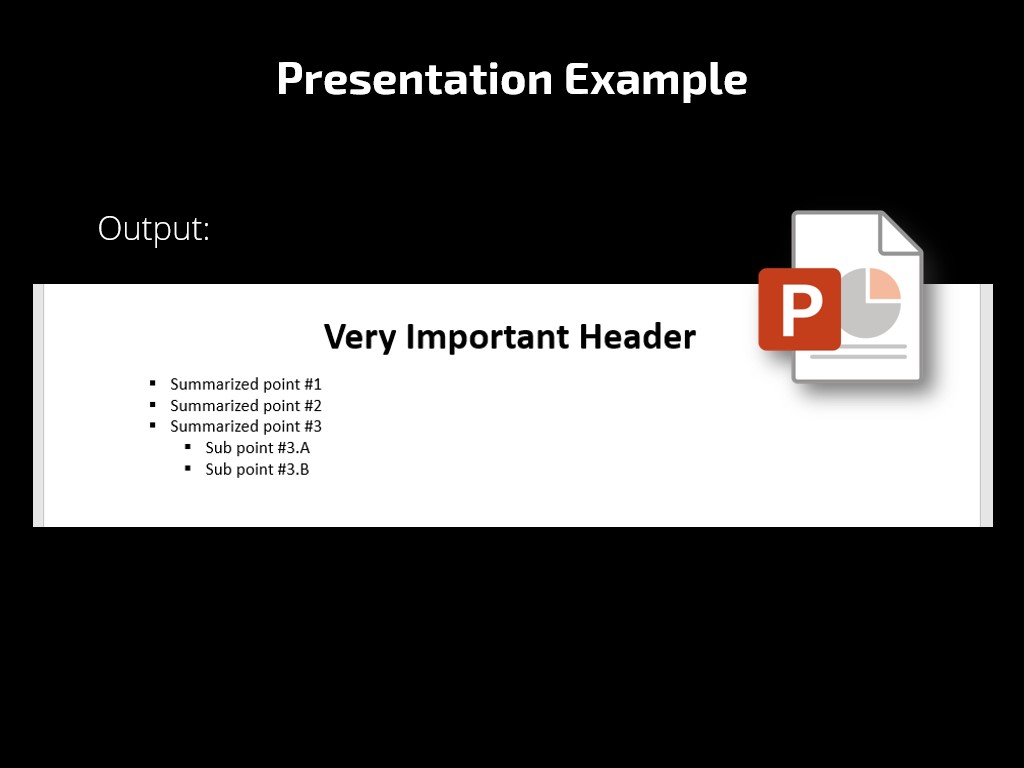 Presentation Example
Output:
P
Very Important Header
▪ Summarized point #1
▪ Summarized point #2
▪ Summarized point #3
▪ Sub point #3.A
▪ Sub point #3.B